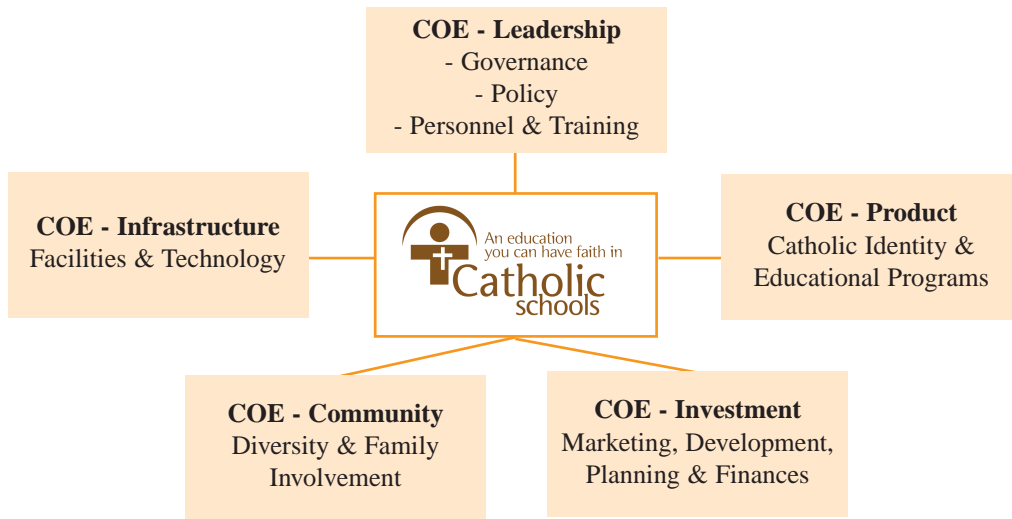 COE - Leadership
- Governance
- Policy
- Personnel & Training
COE - Infrastructure
Facilities & Technology
An education
you can have faith in
Catholic
schools
COE - Product
Catholic Identity &
Educational Programs
COE - Community
Diversity & Family
Involvement
COE - Investment
Marketing, Development,
Planning & Finances